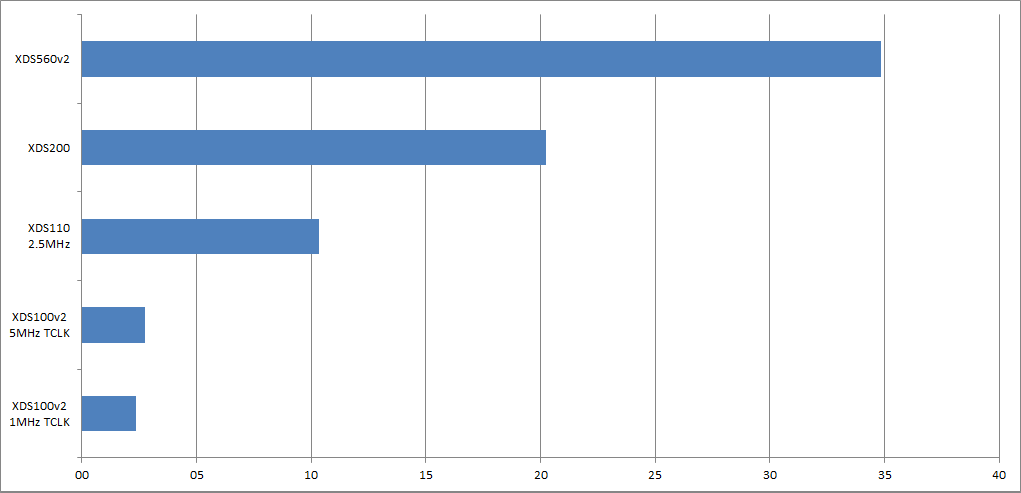 XDS560v2
XDS200
XDS110
2.5MHz
XDS100v2
5MHz TCLK
XDS100v2
1MHz TCLK
00 05 10 15 20 25 30 35 40